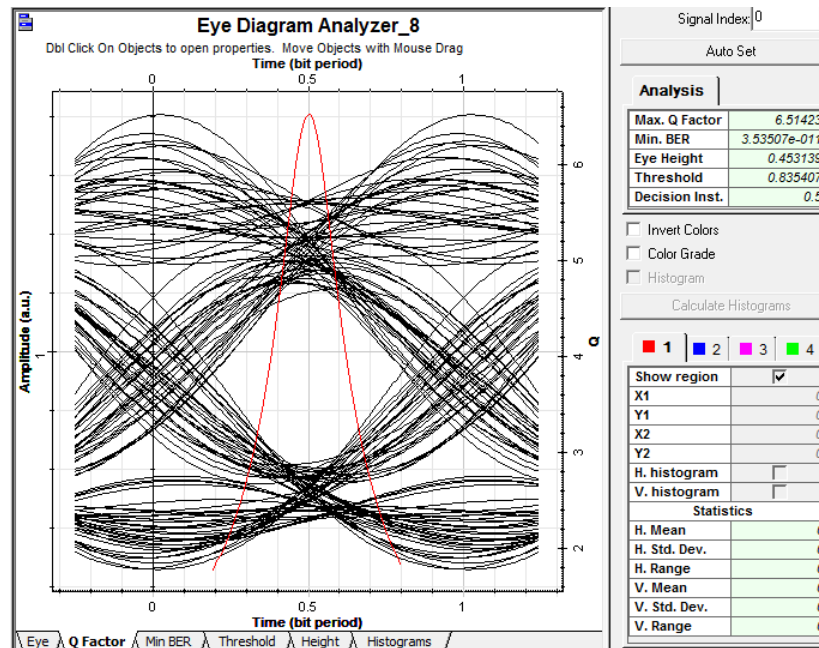 Eye Diagram Analyzer_8
Dbl Click On Objects to open properties. Move Objects with Mouse Drag
Time (bit period)
0 0.5 1
Amplitude (a.u.)
1
Q
6
5
4
3
2
0 0.5 1
Time (bit period)
Eye Q Factor Min BER Threshold Height Histograms
Signal Index: 0
Auto Set
Analysis
Max. Q Factor 6.51423
Min. BER 3.53507e-011
Eye Height 0.453139
Threshold 0.835407
Decision Inst. 0.5
Invert Colors
Color Grade
Histogram
Calculate Histograms
1 2 3 4
Show region
X1
Y1
X2
Y2
H. histogram
V. histogram
Statistics
H. Mean
H. Std. Dev.
H. Range
V. Mean
V. Std. Dev.
V. Range